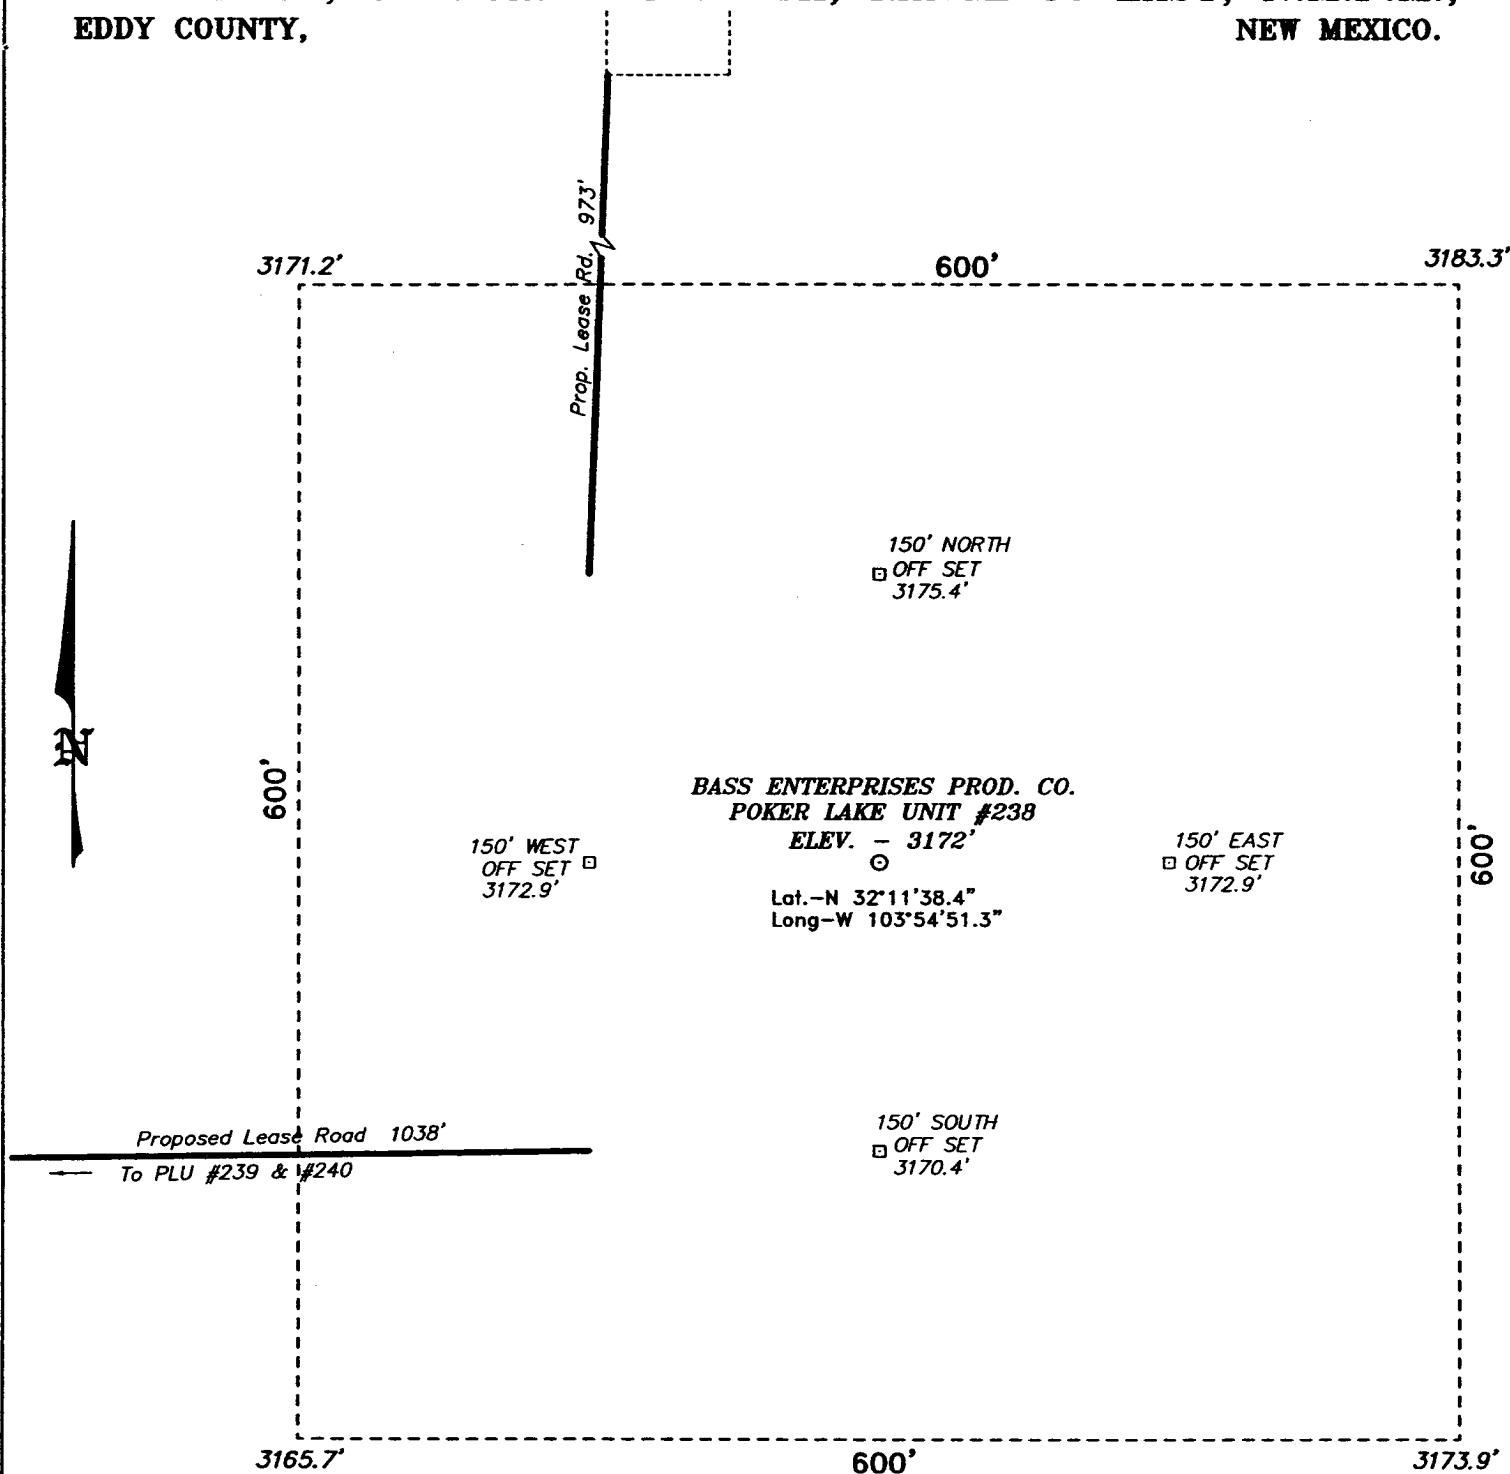 EDDY COUNTY, NEW MEXICO.
Prop. Lease Rd. 973'
3171.2'
600'
3183.3'
150' NORTH
OFF SET
3175.4'
N
600'
BASS ENTERPRISES PROD. CO.
POKER LAKE UNIT #238
ELEV. - 3172'
Lat.-N 32°11'38.4"
Long-W 103°54'51.3"
150' WEST
OFF SET
3172.9'
150' EAST
OFF SET
3172.9'
600'
Proposed Lease Road 1038'
To PLU #239 & #240
150' SOUTH
OFF SET
3170.4'
3165.7'
600'
3173.9'